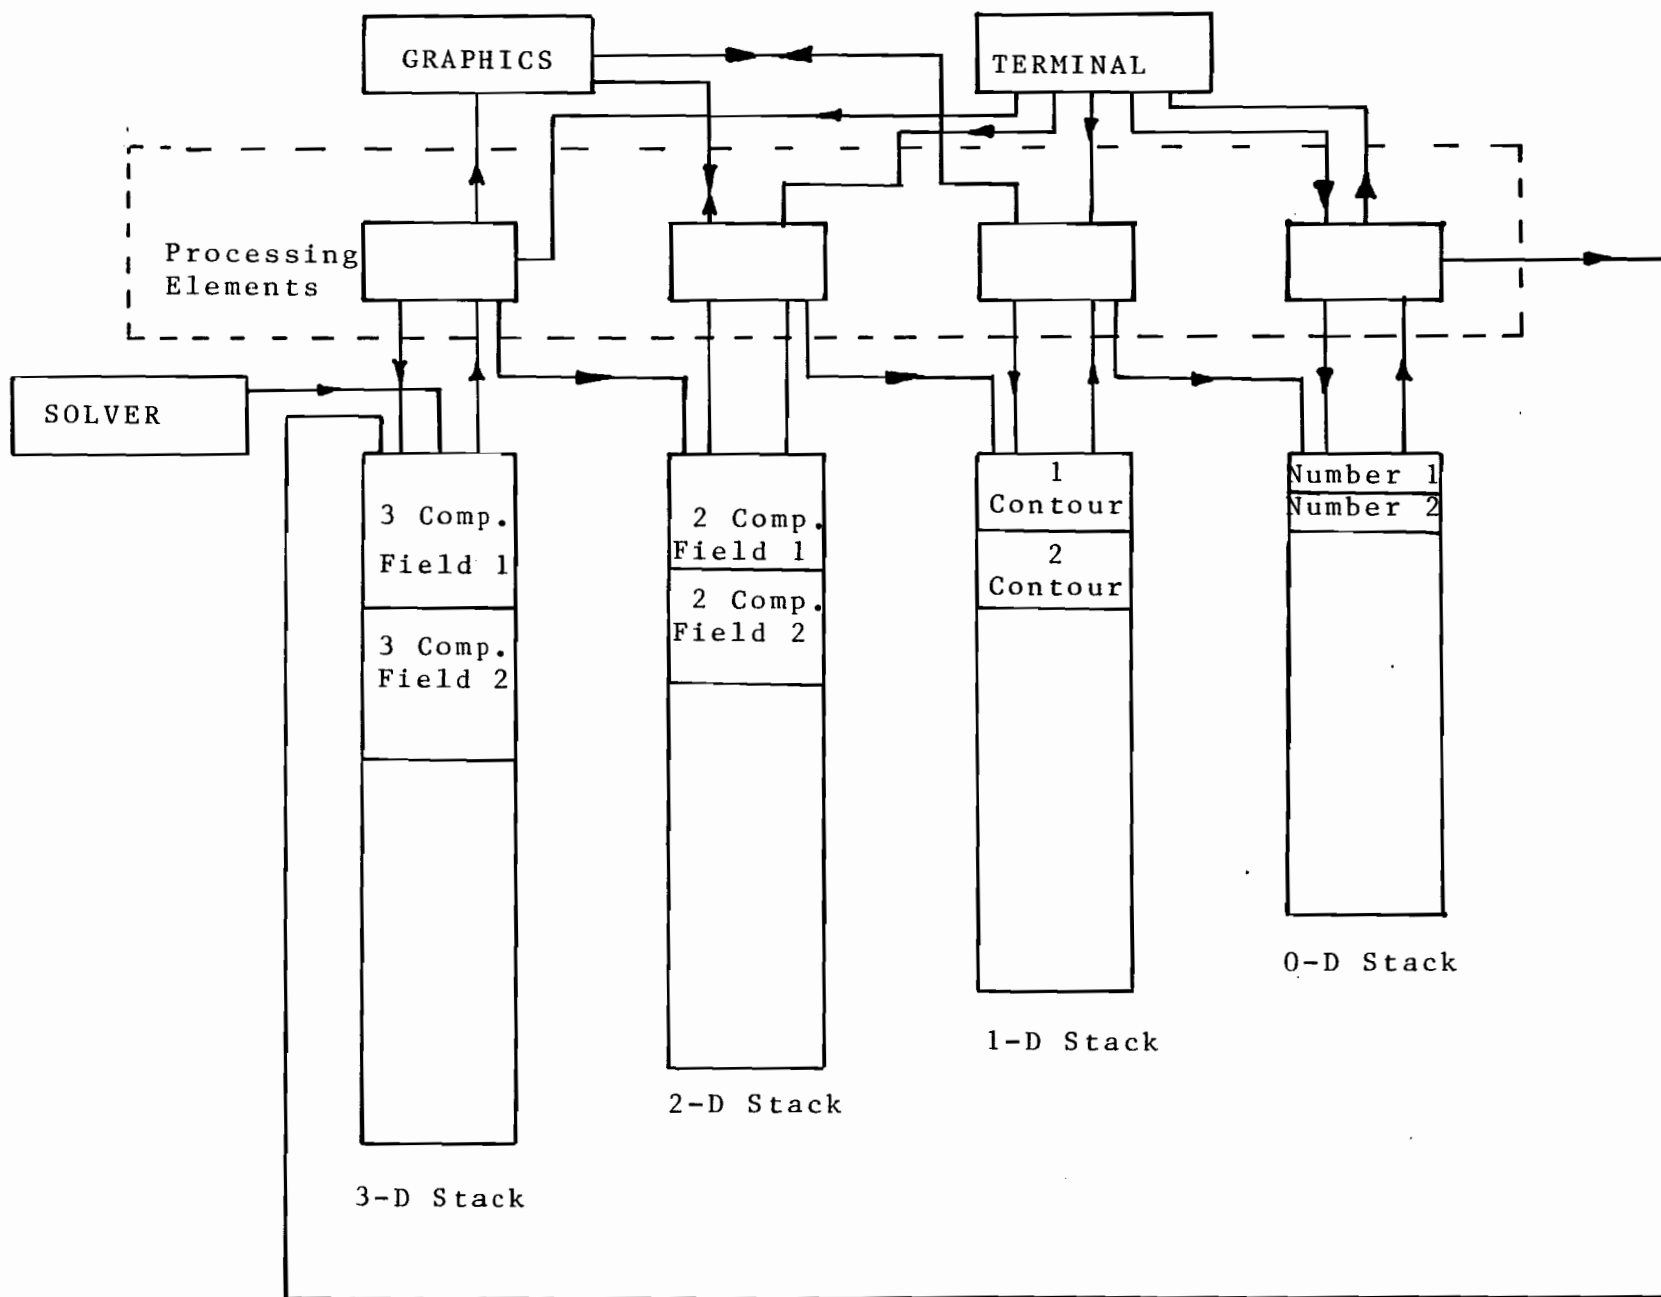 GRAPHICS
TERMINAL
Processing
Elements
SOLVER
3 Comp.
Field 1
3 Comp.
Field 2
2 Comp.
Field 1
2 Comp.
Field 2
1
Contour
2
Contour
Number 1
Number 2
3-D Stack
2-D Stack
1-D Stack
0-D Stack